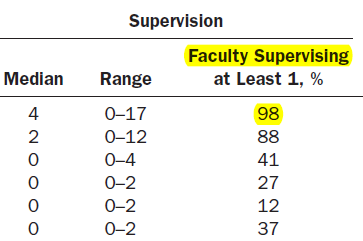 Supervision
Faculty Supervising
Median Range at Least 1, %
4 0–17 98
2 0–12 88
0 0–4 41
0 0–2 27
0 0–2 12
0 0–2 37